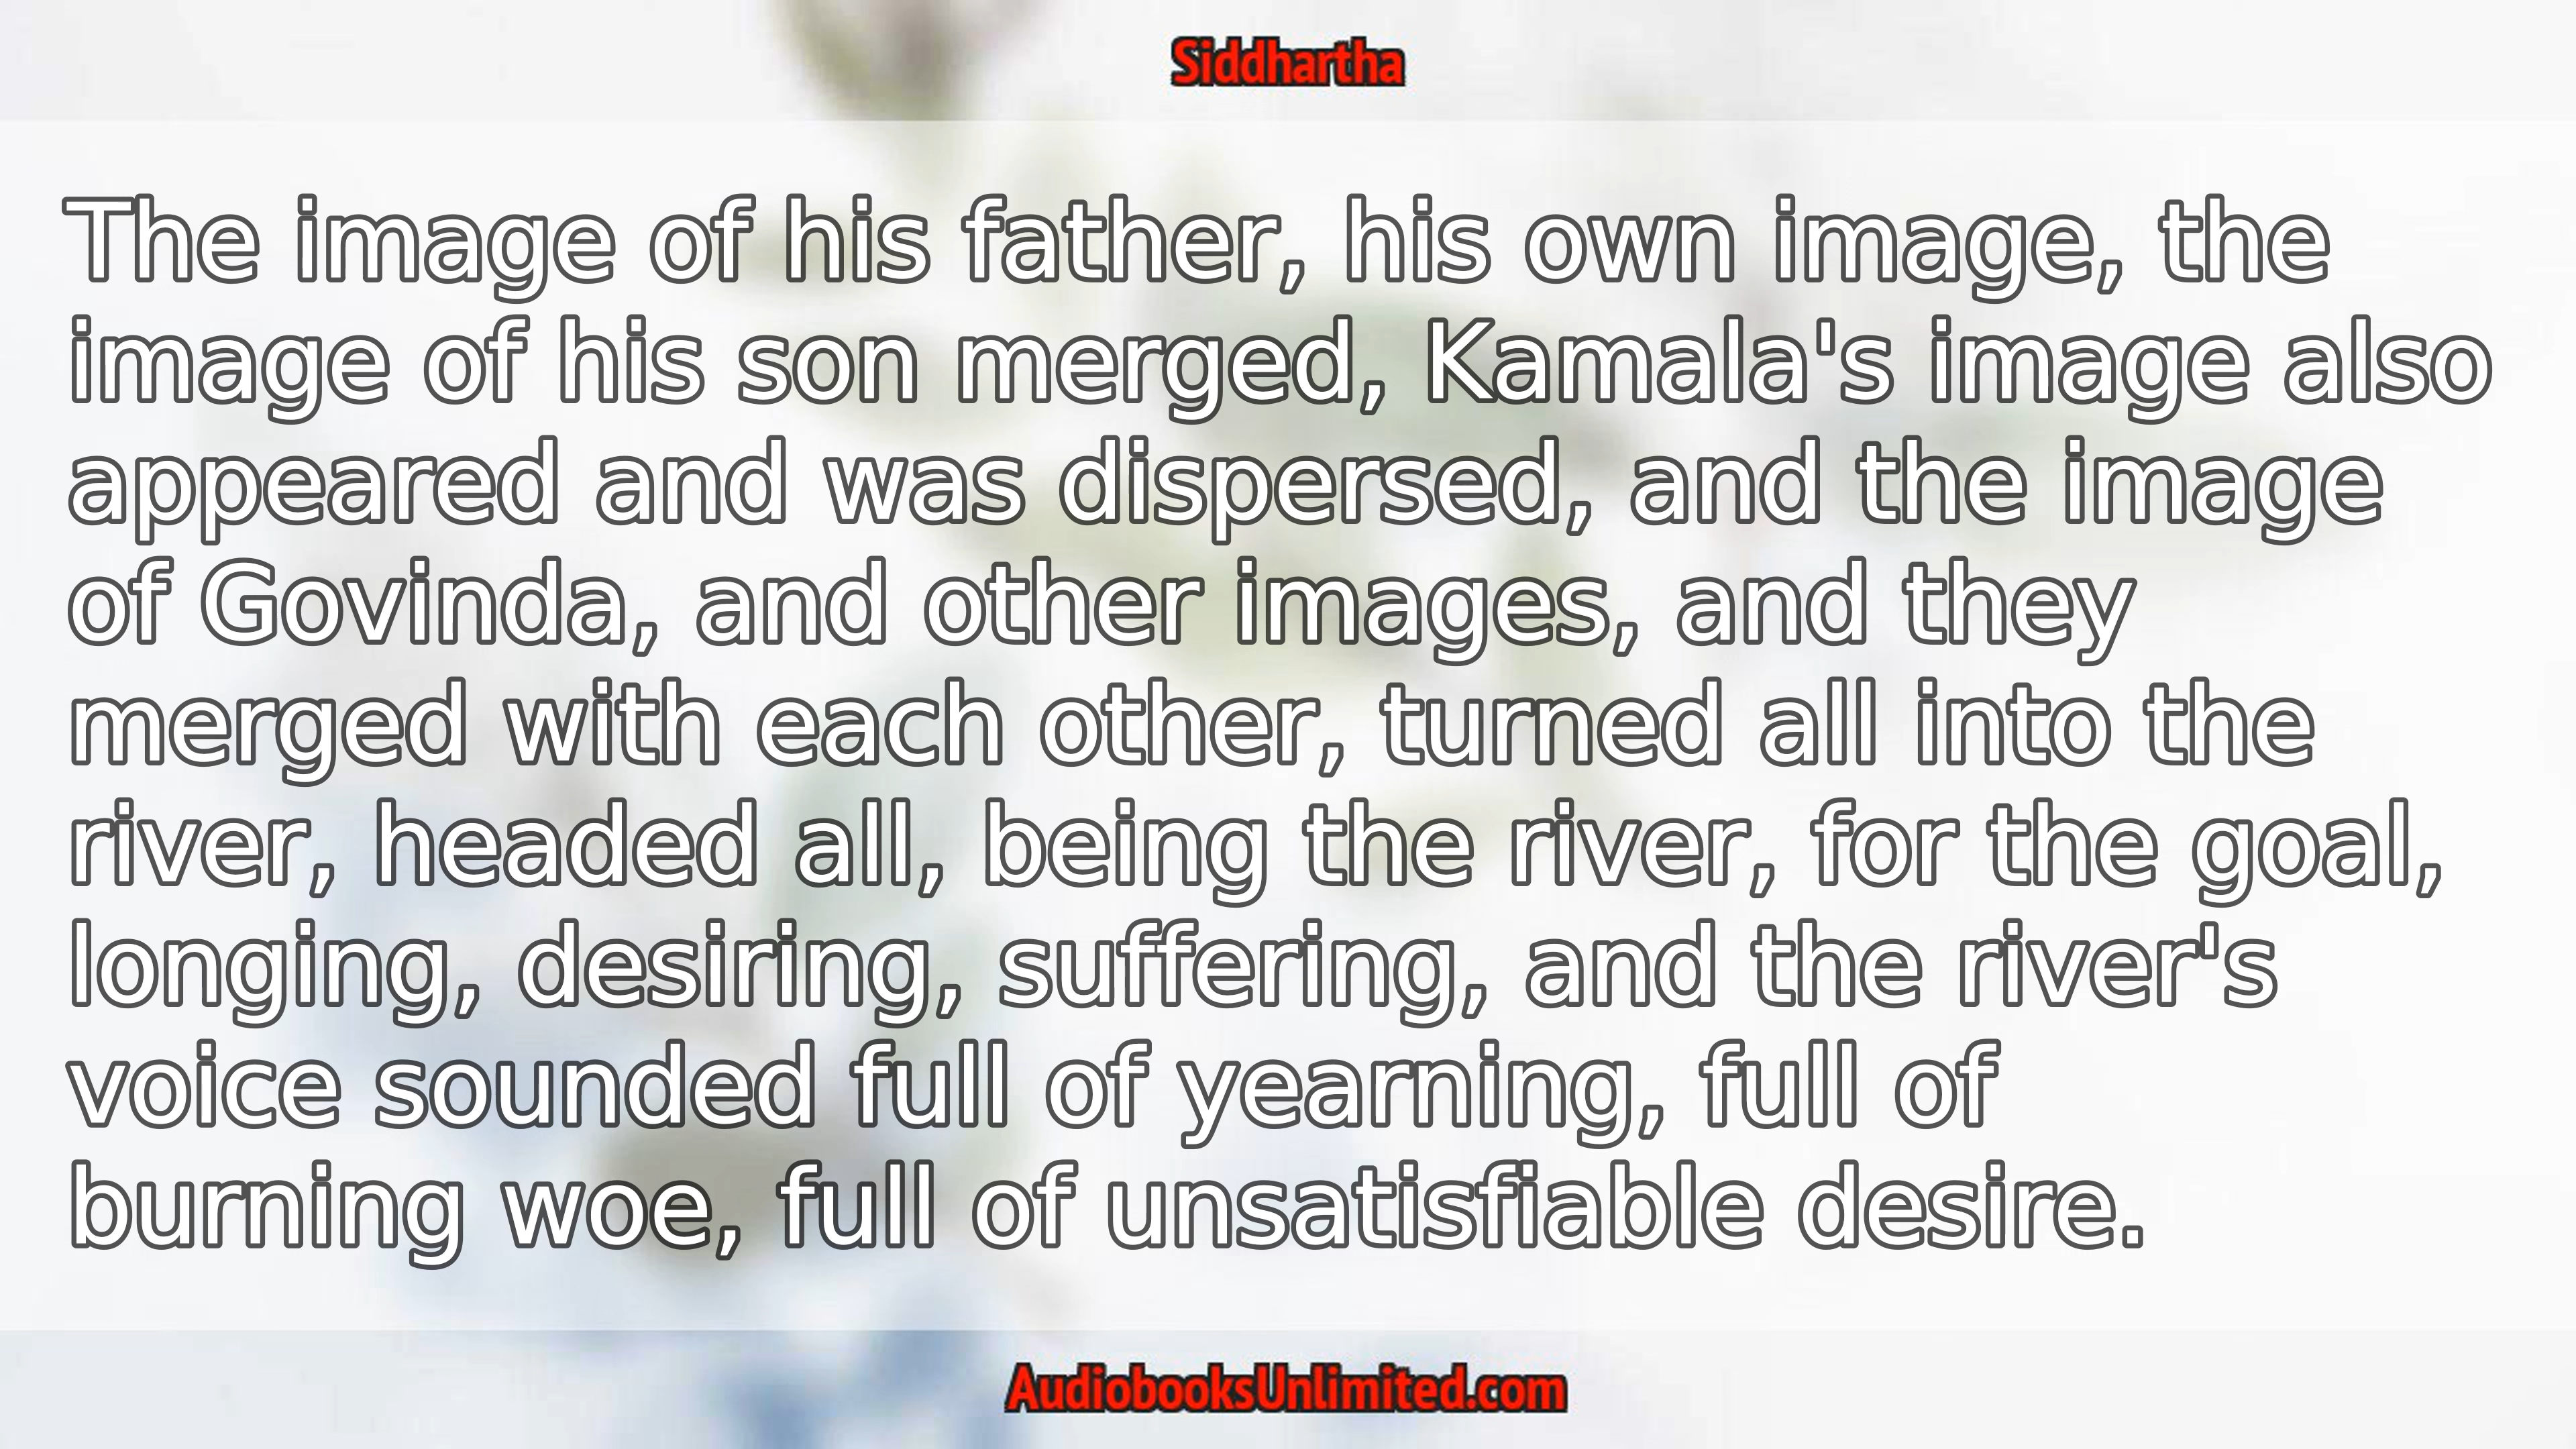 Siddhartha
The image of his father, his own image, the
image of his son merged, Kamala's image also
appeared and was dispersed, and the image
of Govinda, and other images, and they
merged with each other, turned all into the
river, headed all, being the river, for the goal,
longing, desiring, suffering, and the river's
voice sounded full of yearning, full of
burning woe, full of unsatisfiable desire.
AudiobooksUnlimited.com